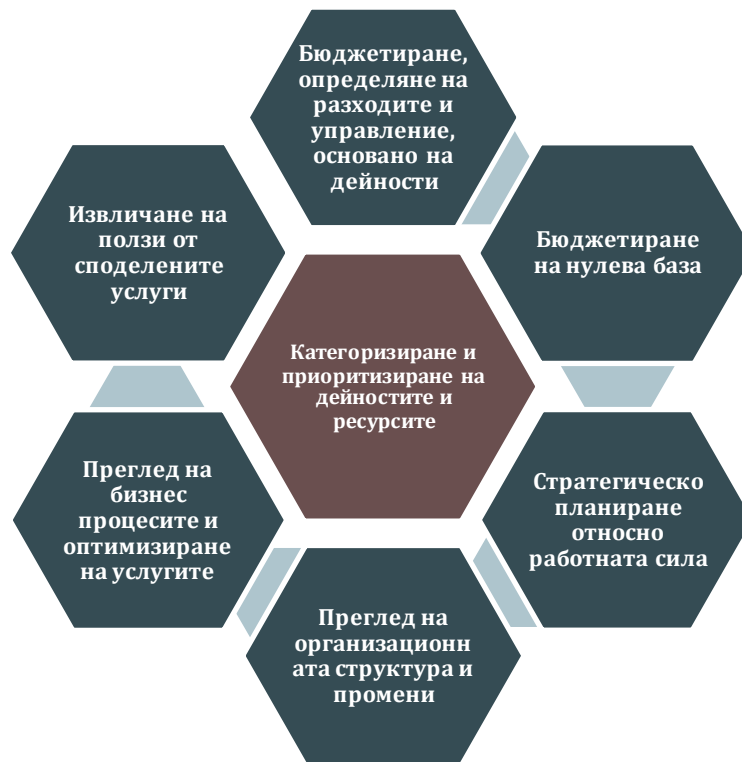 Бюджетиране,
определяне на
разходите и
управление,
основано на
дейности
Извличане на
ползи от
споделените
услуги
Бюджетиране
на нулева база
Категоризиране и
приоритизиране на
дейностите и
ресурсите
Преглед на
бизнес
процесите и
оптимизиране
на услугите
Стратегическо
планиране
относно
работната сила
Преглед на
организационн
ата структура и
промени